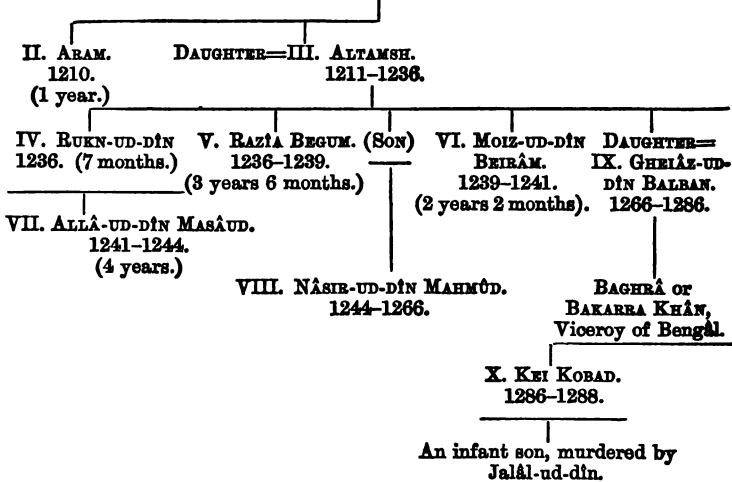 II. ARAM.
1210.
(1 year.)
DAUGHTER=III. ALTAMSH.
1211–1236.
IV. RUKN-UD-DÎN
1236. (7 months.)
V. RAZÎA BEGUM.
1236–1239.
(3 years 6 months.)
(SON)
VI. MOIZ-UD-DÎN
BEIRÂM.
1239–1241.
(2 years 2 months).
DAUGHTER=
IX. GHEIÂZ-UD-
DÎN BALBAN.
1266–1286.
VII. ALLÂ-UD-DÎN MASÂUD.
1241–1244.
(4 years.)
VIII. NÂSIR-UD-DÎN MAHMÛD.
1244–1266.
BAGHRÂ or
BAKARRA KHÂN,
Viceroy of Bengâl.
X. KEI KOBAD.
1286–1288.
An infant son, murdered by
Jalâl-ud-dîn.